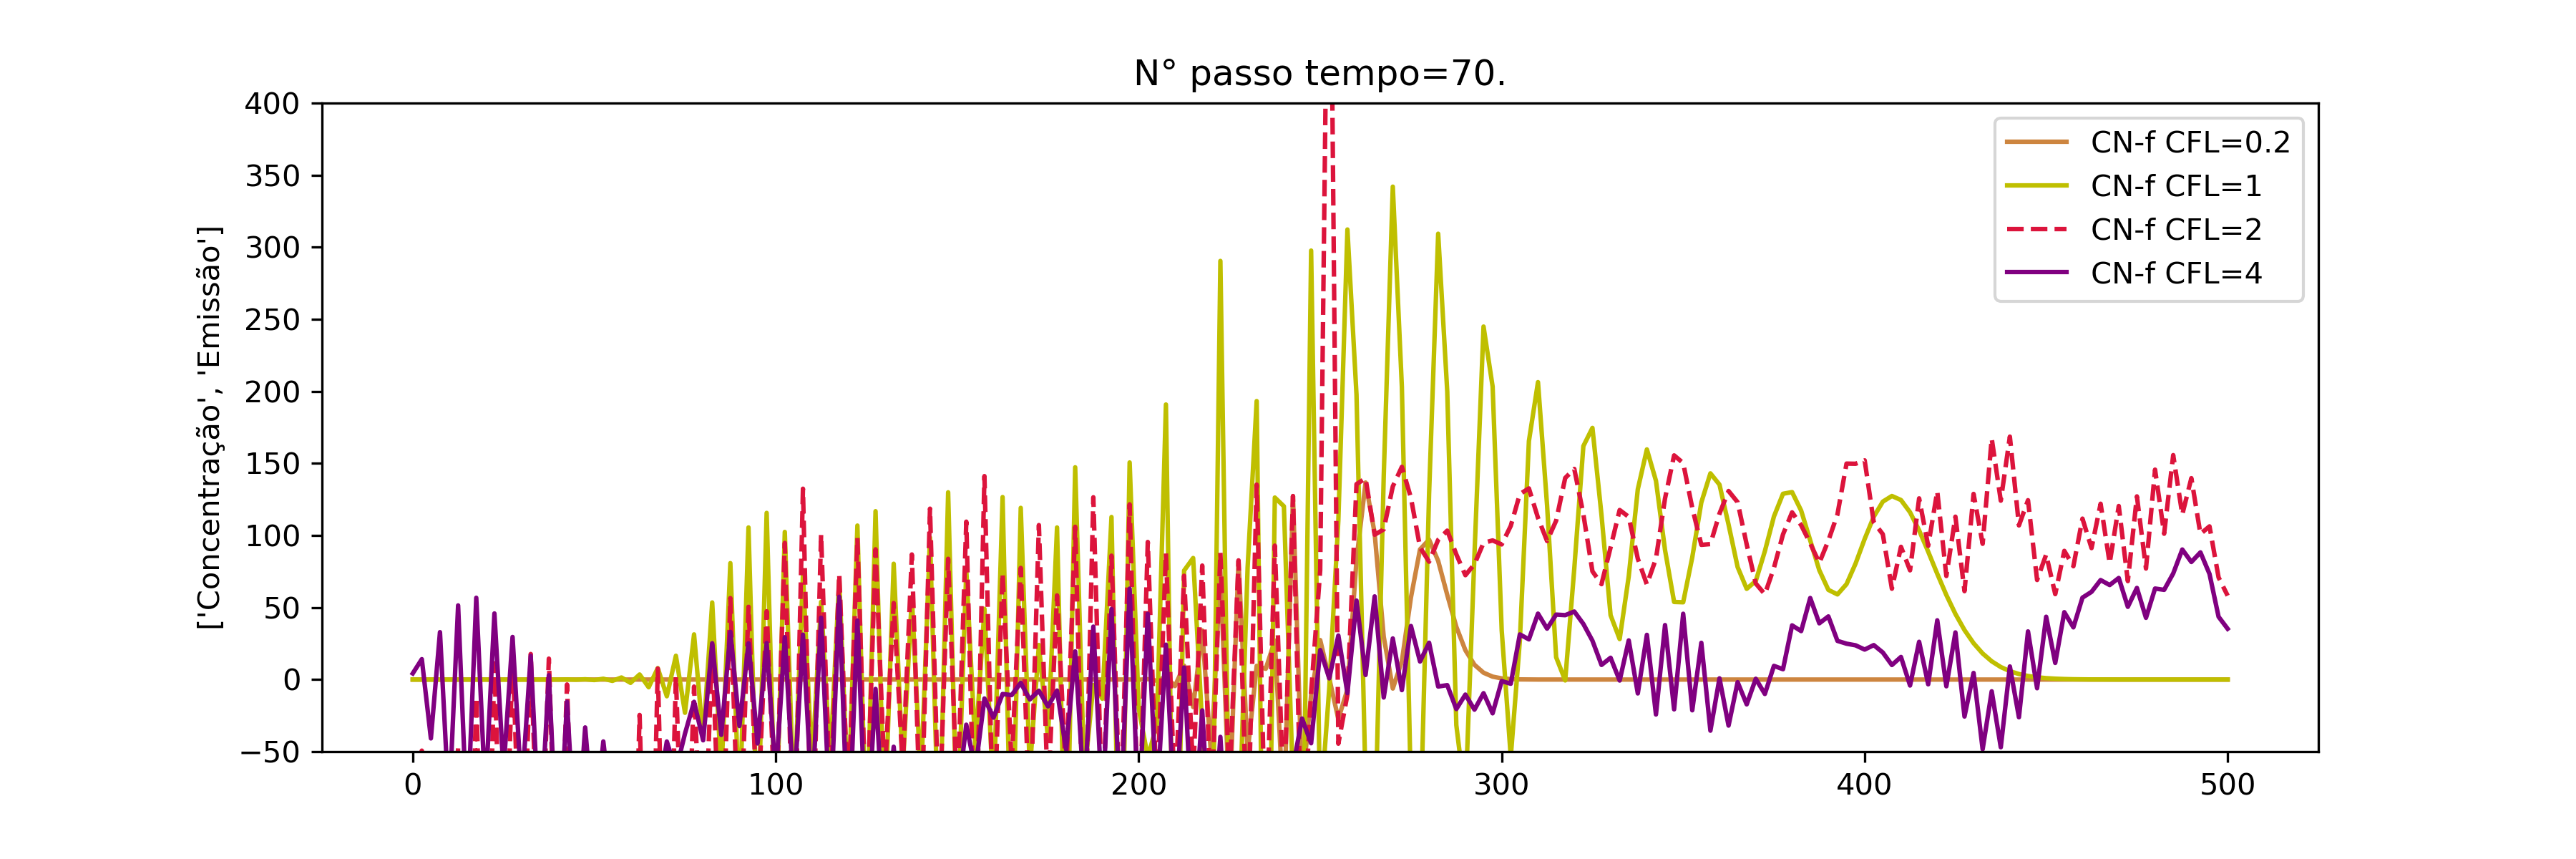 N° passo tempo=70.
['Concentração', 'Emissão']
400
350
300
250
200
150
100
50
0
−50
0
100
200
300
400
500
CN-f CFL=0.2
CN-f CFL=1
CN-f CFL=2
CN-f CFL=4